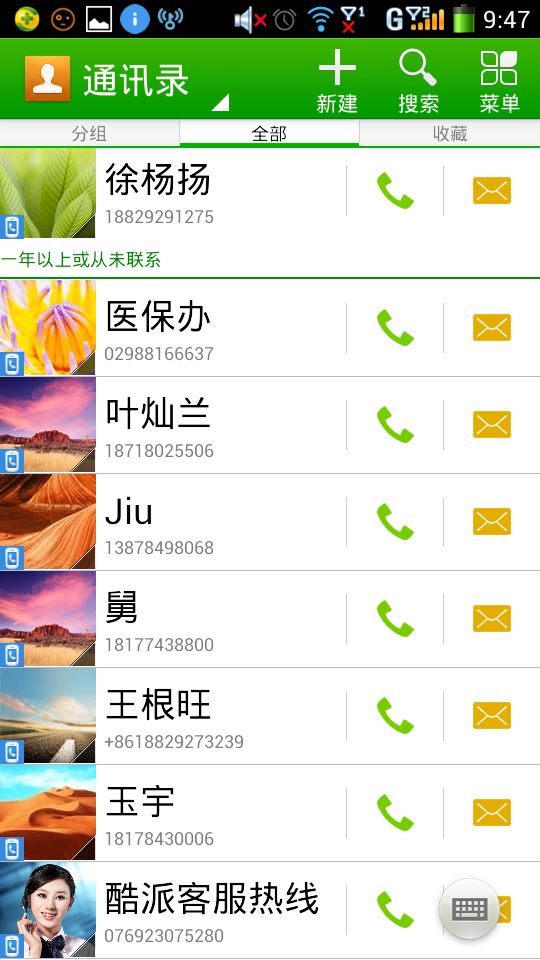 G 2 1 9:47
通讯录
新建 搜索 菜单
分组 全部 收藏
徐杨扬
18829291275
一年以上或从未联系
医保办
02988166637
叶灿兰
18718025506
Jiu
13878498068
舅
18177438800
王根旺
+8618829273239
玉宇
18178430006
酷派客服热线
076923075280